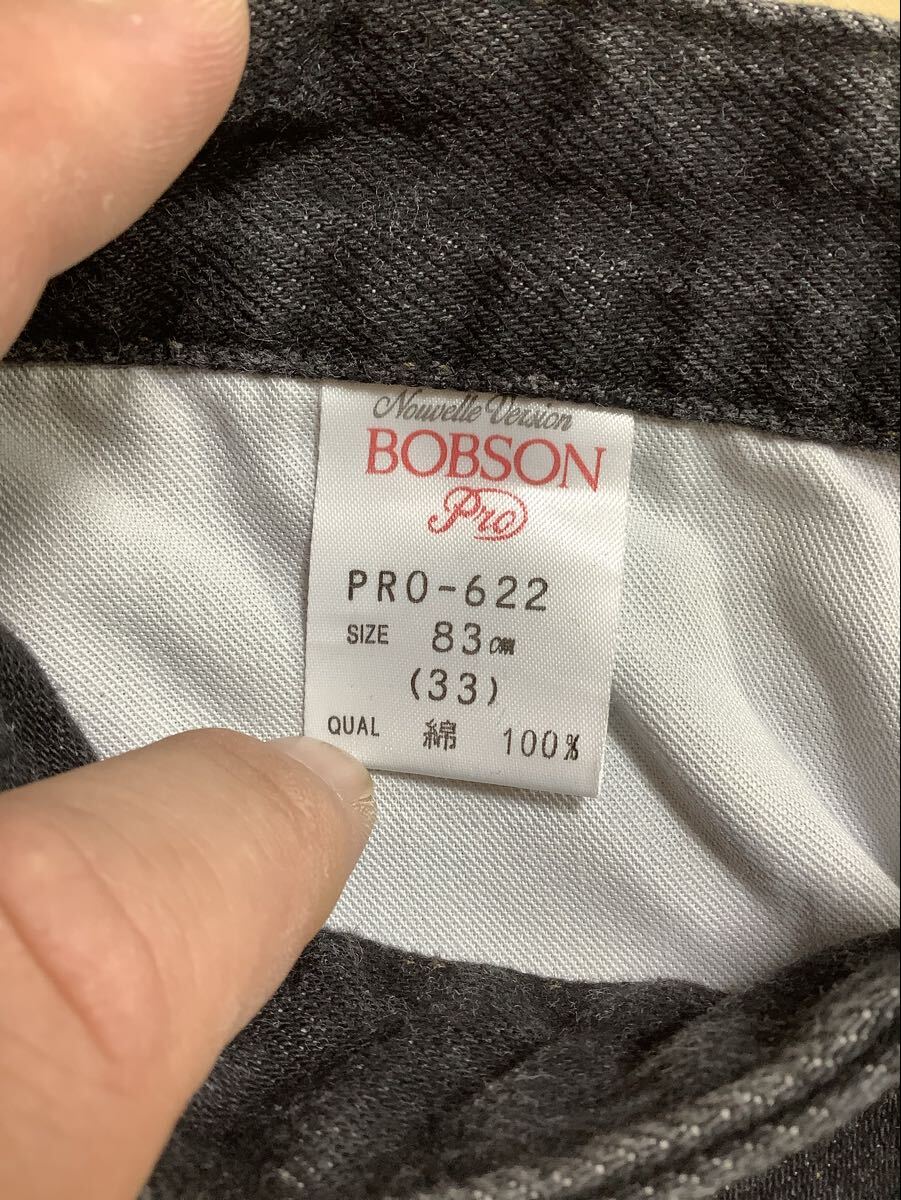 Nouvelle Version
BOBSON
Pro
PRO-622
SIZE 83cm
(33)
QUAL 綿 100%